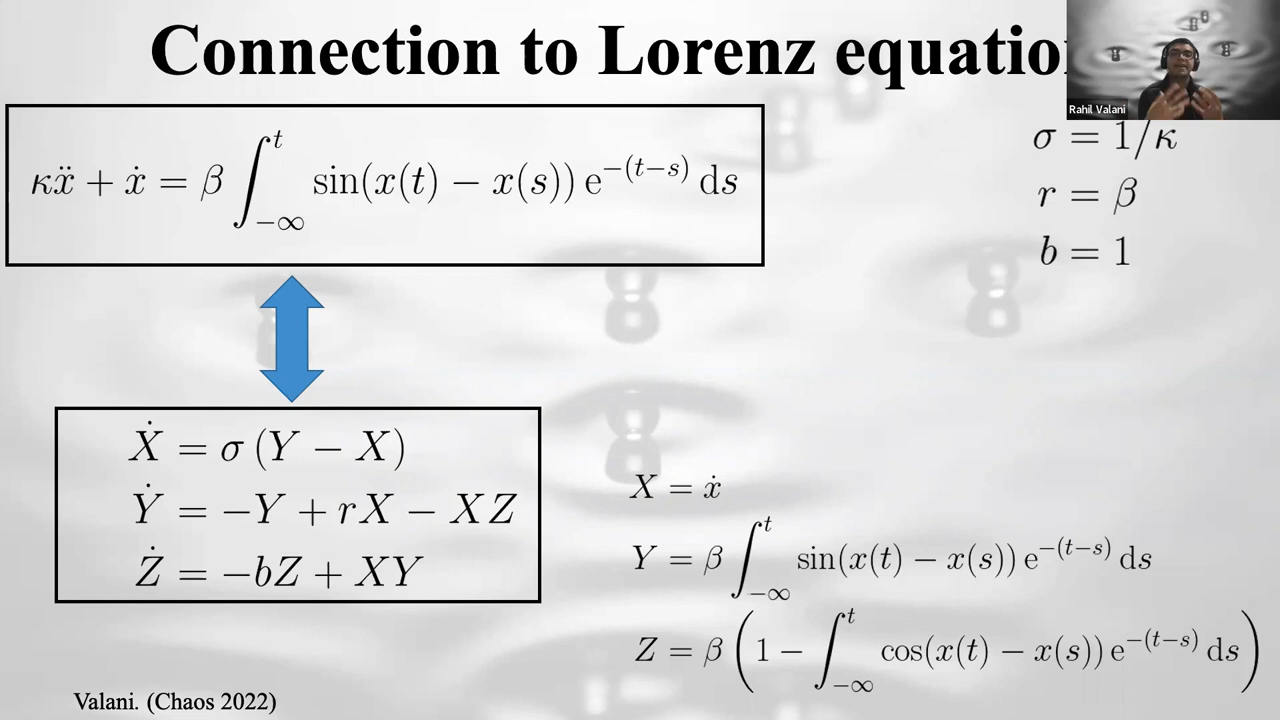 Connection to Lorenz equatio
Rahil Valani
κẍ + ẋ = β ∫_{-∞}^{t} sin(x(t) − x(s)) e^{−(t−s)} ds
σ = 1/κ
r = β
b = 1
Ẋ = σ (Y − X)
Ẏ = −Y + rX − XZ
Ż = −bZ + XY
X = ẋ
Y = β ∫_{-∞}^{t} sin(x(t) − x(s)) e^{−(t−s)} ds
Z = β (1 − ∫_{-∞}^{t} cos(x(t) − x(s)) e^{−(t−s)} ds)
Valani. (Chaos 2022)